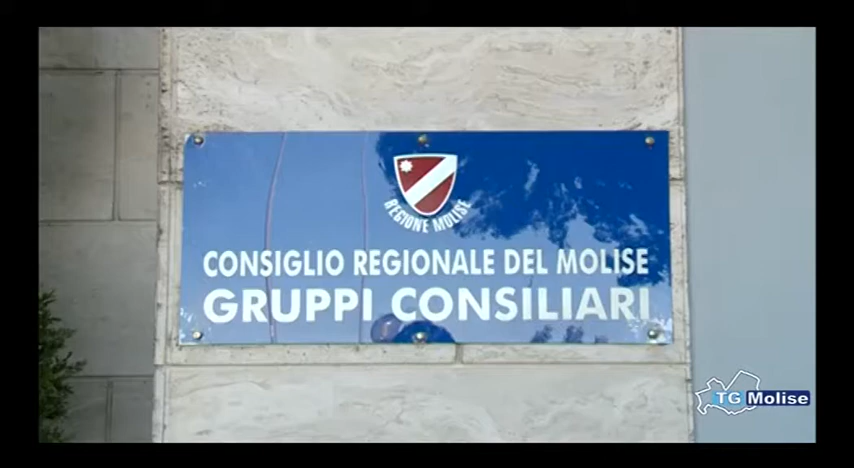 REGIONE MOLISE
CONSIGLIO REGIONALE DEL MOLISE
GRUPPI CONSILIARI
TG Molise